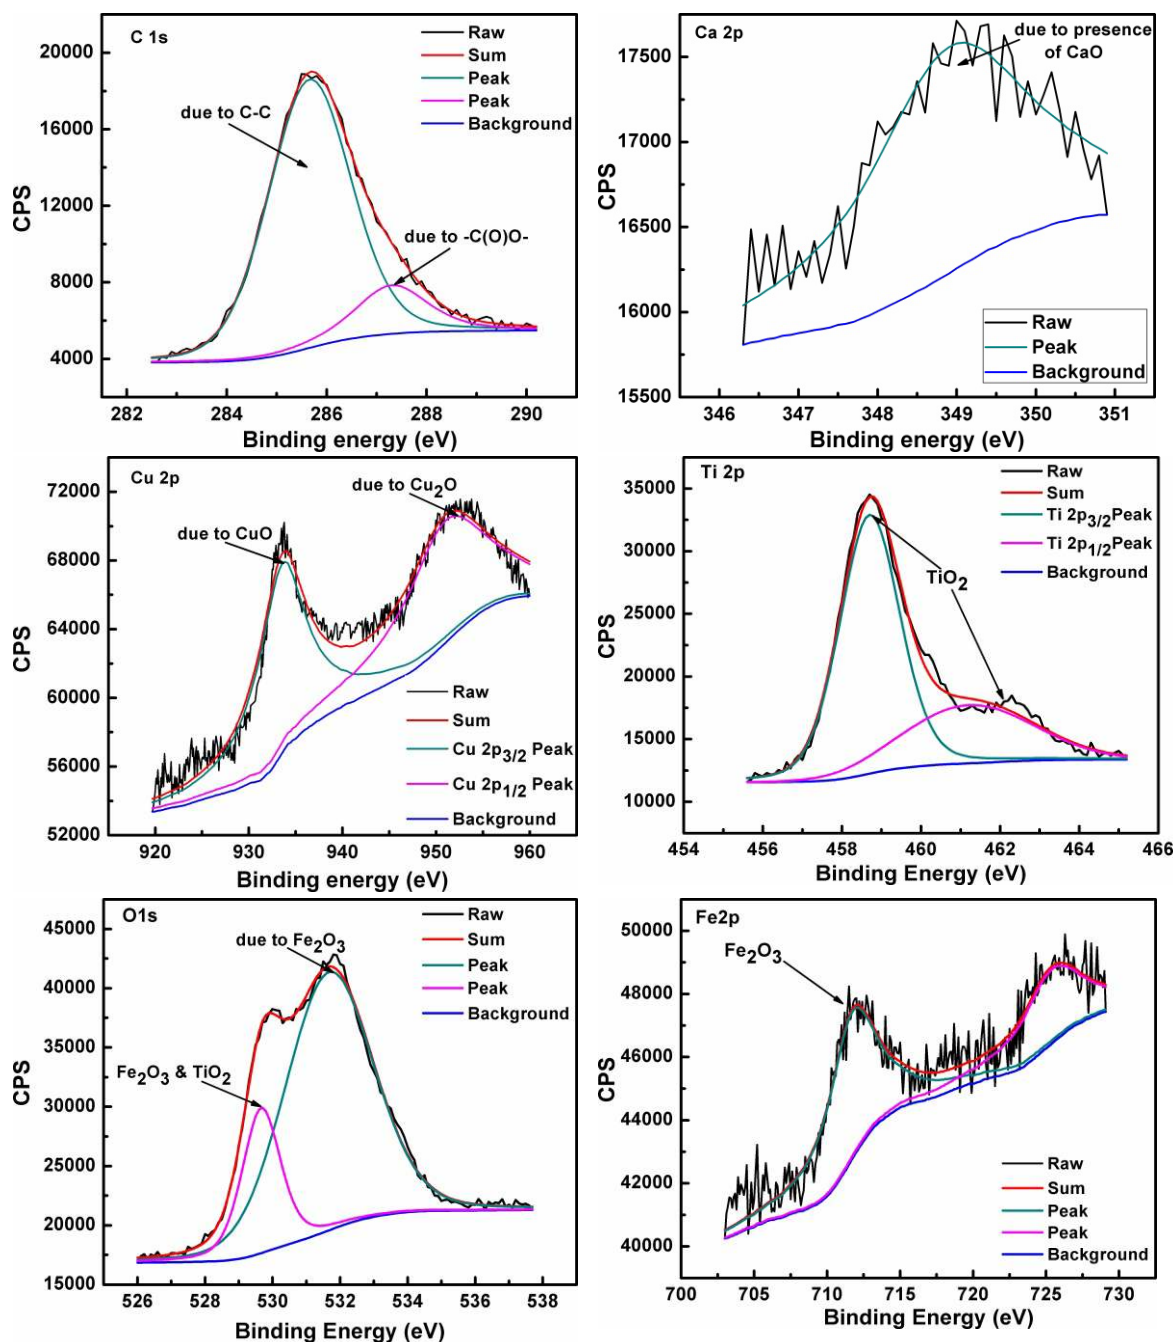 C 1s
Raw
Sum
Peak
Peak
Background
due to C-C
due to -C(O)O-
20000
16000
12000
8000
4000
CPS
282 284 286 288 290
Binding energy (eV)
Ca 2p
due to presence
of CaO
Raw
Peak
Background
17500
17000
16500
16000
15500
CPS
346 347 348 349 350 351
Binding energy (eV)
Cu 2p
due to Cu₂O
due to CuO
Raw
Sum
Cu 2p₃/₂ Peak
Cu 2p₁/₂ Peak
Background
72000
68000
64000
60000
56000
52000
CPS
920 930 940 950 960
Binding energy (eV)
Ti 2p
Raw
Sum
Ti 2p₃/₂Peak
Ti 2p₁/₂Peak
Background
TiO₂
35000
30000
25000
20000
15000
10000
CPS
454 456 458 460 462 464 466
Binding Energy (eV)
O1s
Raw
Sum
Peak
Peak
Background
due to Fe₂O₃
Fe₂O₃ & TiO₂
45000
40000
35000
30000
25000
20000
15000
CPS
526 528 530 532 534 536 538
Binding Energy (eV)
Fe2p
Fe₂O₃
Raw
Sum
Peak
Peak
Background
50000
48000
46000
44000
42000
40000
CPS
700 705 710 715 720 725 730
Binding Energy (eV)